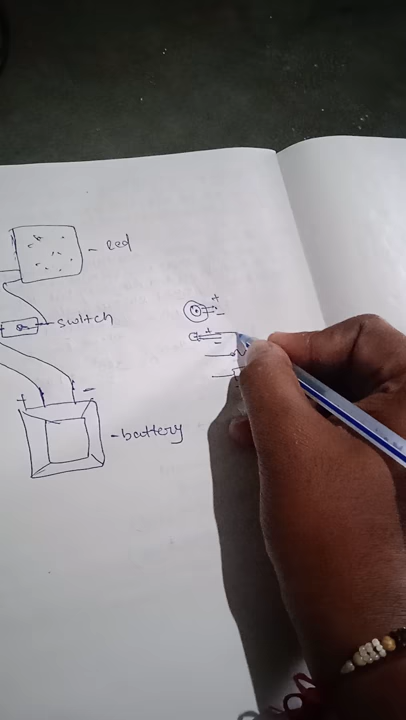 - led
switch
+ -
- battery
+
-
+
-